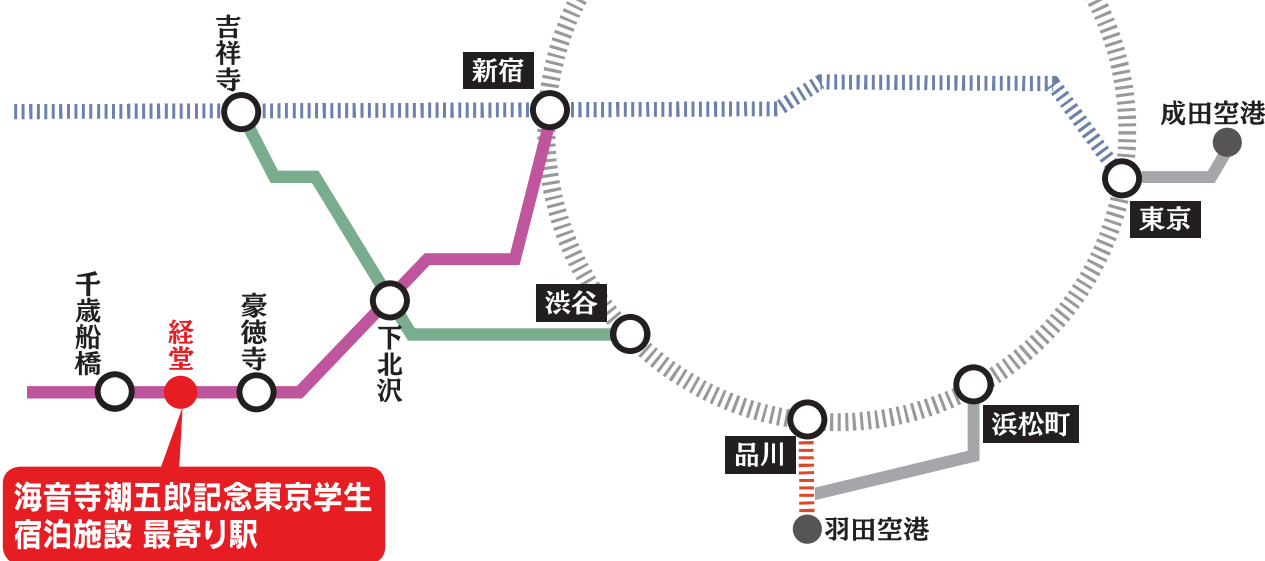 吉祥寺
新宿
成田空港
東京
千歳船橋
経堂
豪徳寺
渋谷
下北沢
浜松町
品川
羽田空港
海音寺潮五郎記念東京学生
宿泊施設 最寄り駅